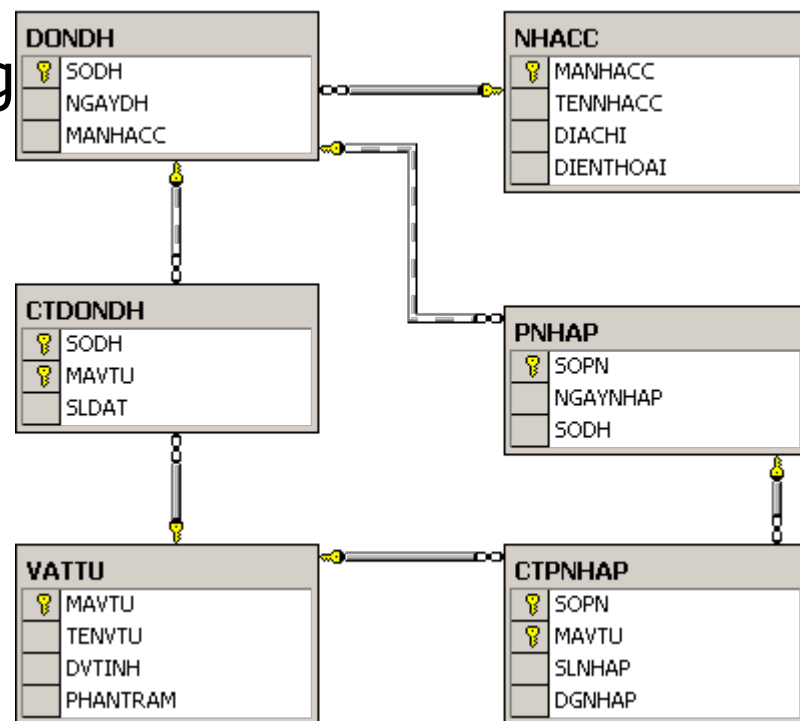 g
DONDH
SODH
NGAYDH
MANHACC
NHACC
MANHACC
TENNHACC
DIACHI
DIENTHOAI
CTDONDH
SODH
MAVTU
SLDAT
PNHAP
SOPN
NGAYNHAP
SODH
VATTU
MAVTU
TENVTU
DVTINH
PHANTRAM
CTPNHAP
SOPN
MAVTU
SLNHAP
DGNHAP